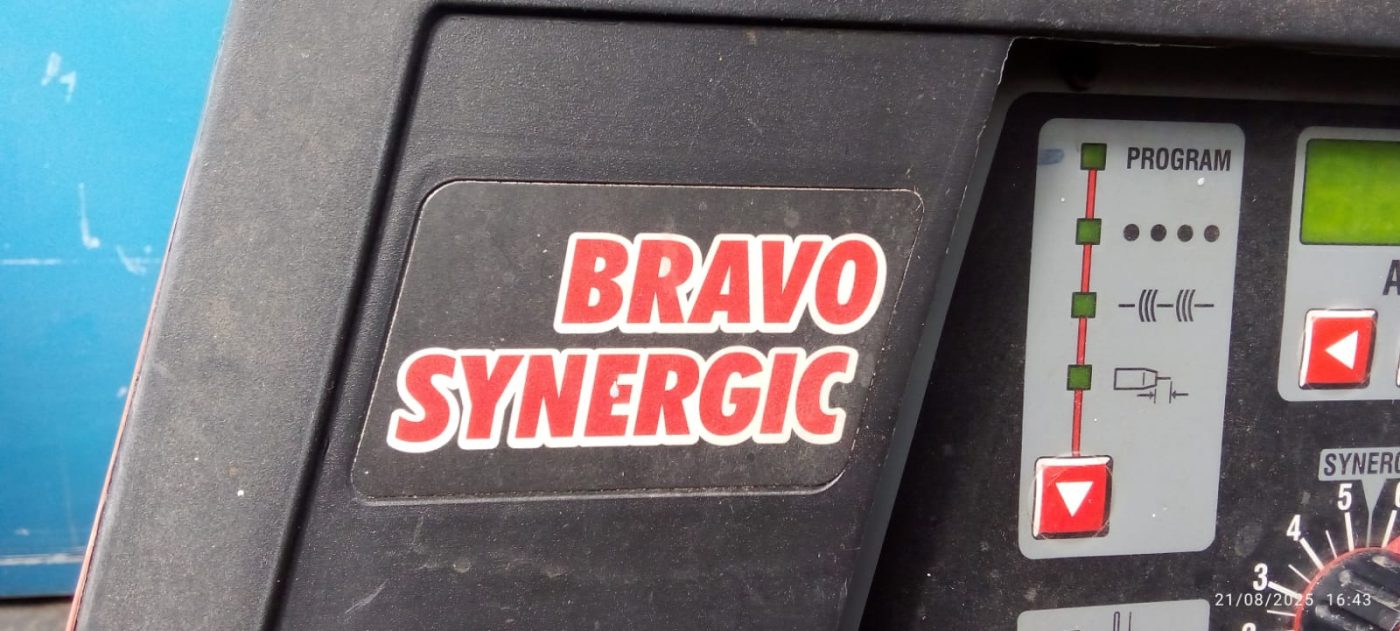 BRAVO
SYNERGIC
PROGRAM
A
SYNERG
5
4
3
21/08/2025 16:43